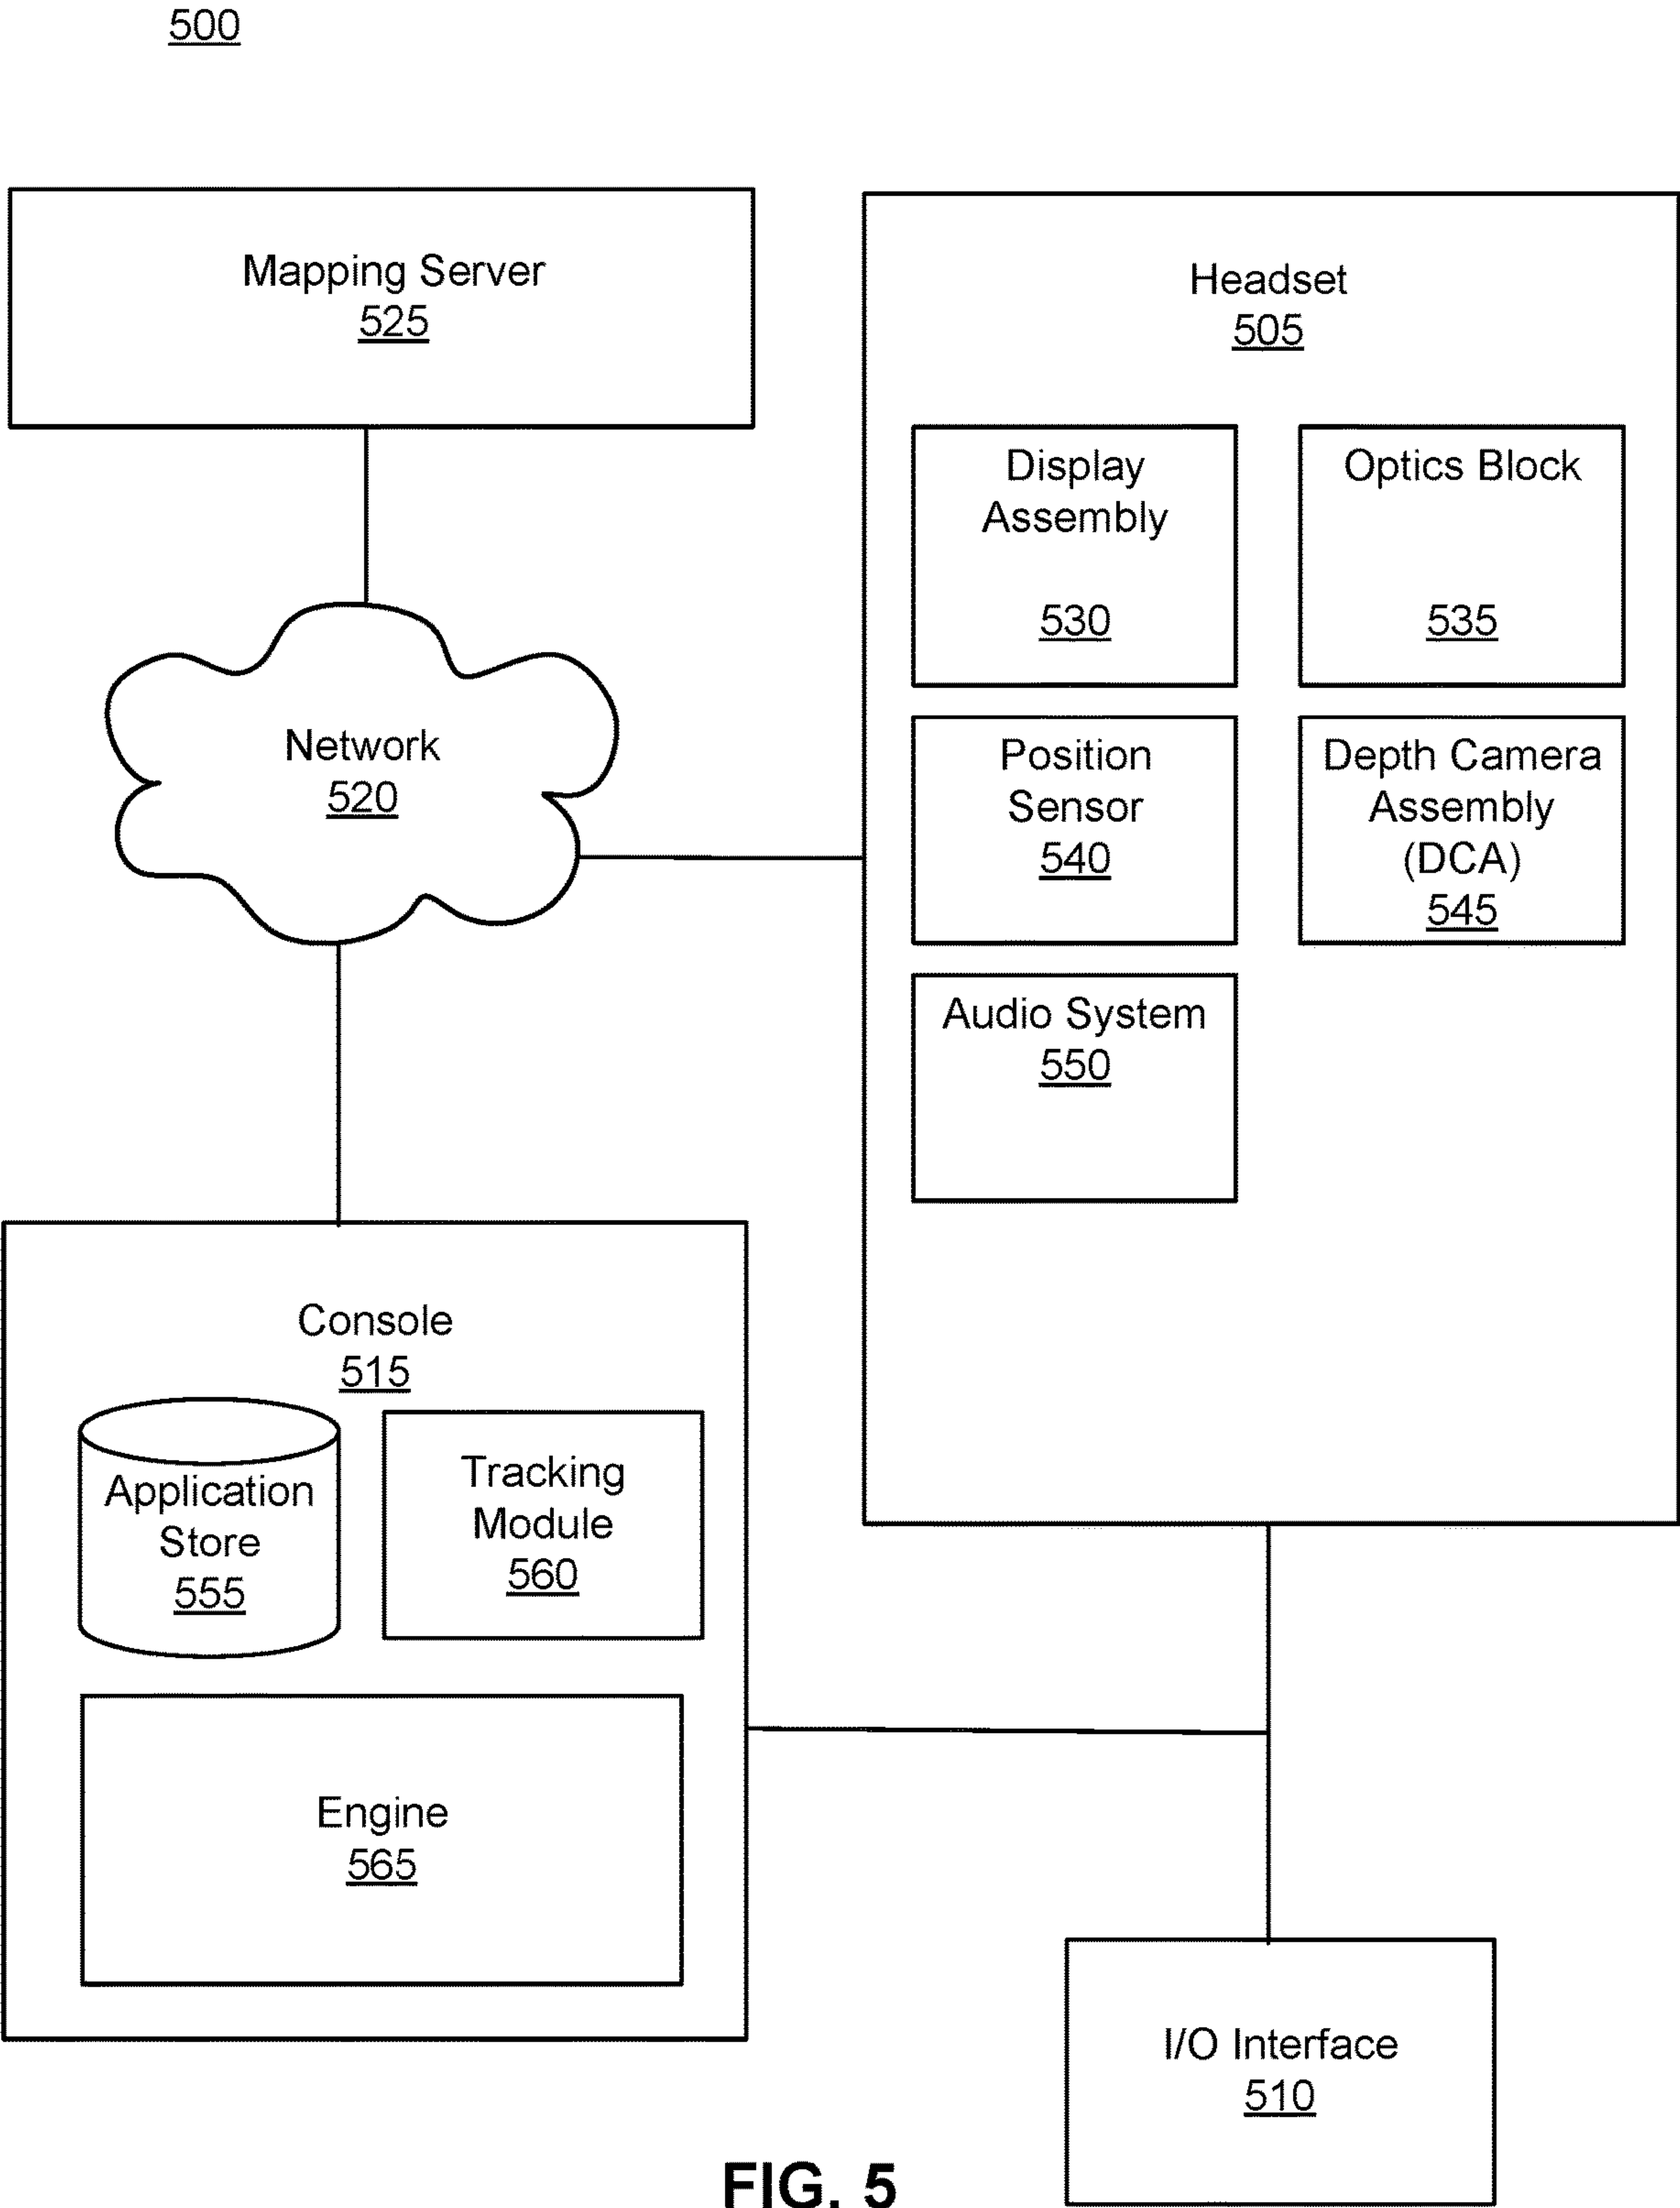 500
Mapping Server
525
Headset
505
Display
Assembly
530
Optics Block
535
Network
520
Position
Sensor
540
Depth Camera
Assembly
(DCA)
545
Audio System
550
Console
515
Application
Store
555
Tracking
Module
560
Engine
565
I/O Interface
510
FIG. 5